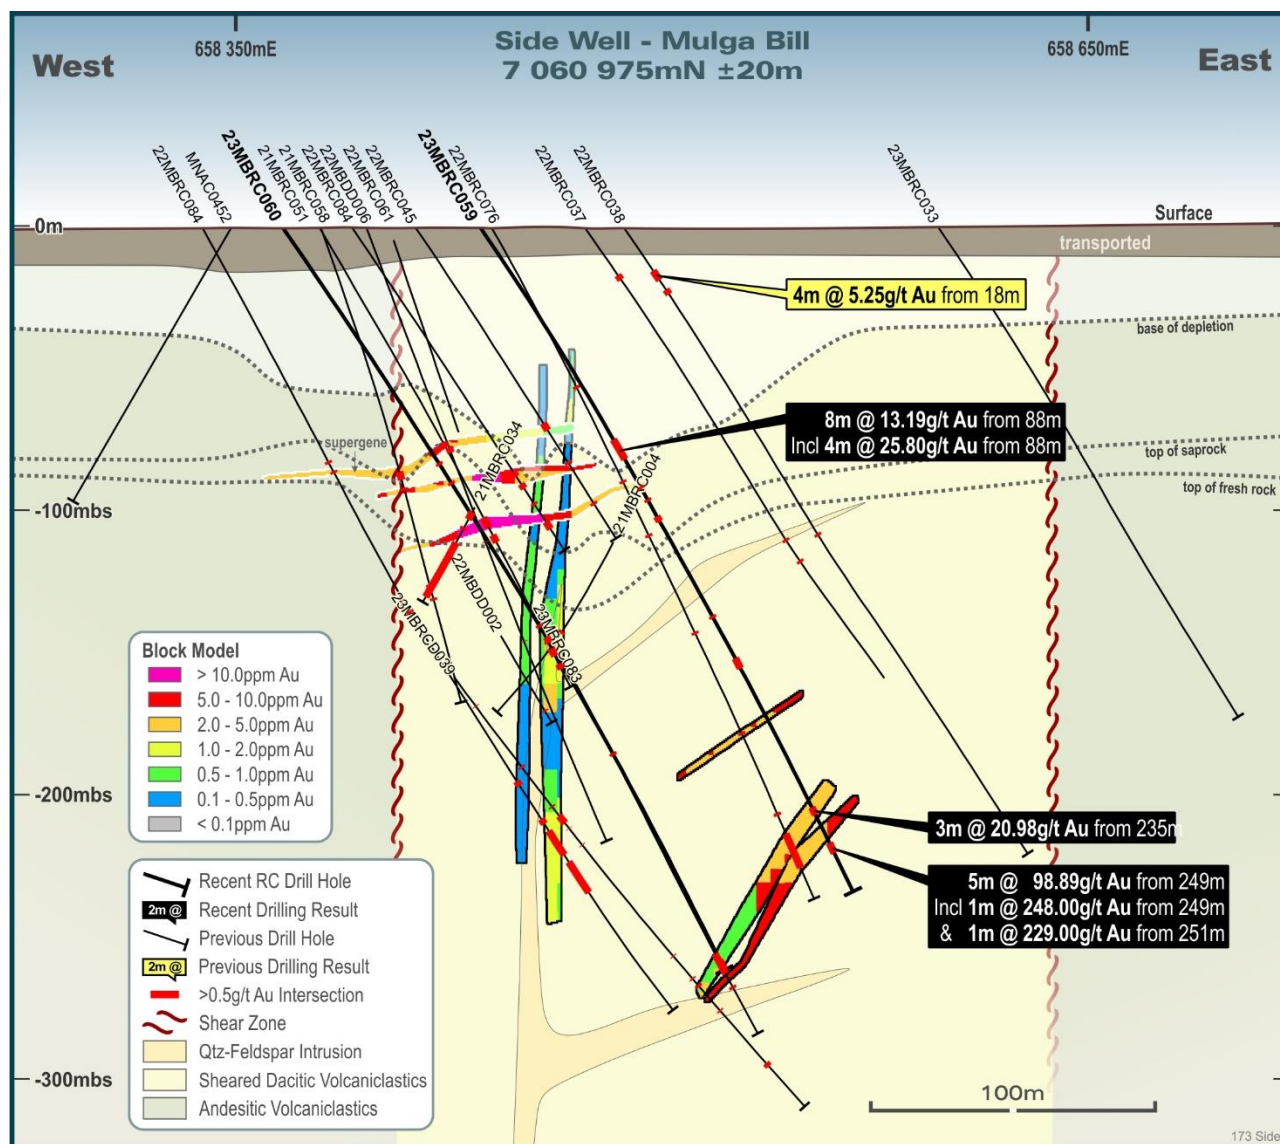 658 350mE
Side Well - Mulga Bill
7 060 975mN ±20m
658 650mE
West
East
22MBRC084
MNAC0452
23MBRC060
21MBRC051
21MBRC058
22MBRC084
22MBDD006
22MBRC061
22MBRC045
23MBRC059
22MBRC076
22MBRC037
22MBRC038
23MBRC033
0m
Surface
transported
4m @ 5.25g/t Au from 18m
base of depletion
8m @ 13.19g/t Au from 88m
Incl 4m @ 25.80g/t Au from 88m
supergene
top of saprock
top of fresh rock
21MBRC034
21MBRC004
-100mbs
22MBDD002
23MBRCD039
23MBRC083
Block Model
> 10.0ppm Au
5.0 - 10.0ppm Au
2.0 - 5.0ppm Au
1.0 - 2.0ppm Au
0.5 - 1.0ppm Au
0.1 - 0.5ppm Au
< 0.1ppm Au
-200mbs
3m @ 20.98g/t Au from 235m
5m @ 98.89g/t Au from 249m
Incl 1m @ 248.00g/t Au from 249m
& 1m @ 229.00g/t Au from 251m
Recent RC Drill Hole
2m @
Recent Drilling Result
Previous Drill Hole
2m @
Previous Drilling Result
>0.5g/t Au Intersection
Shear Zone
Qtz-Feldspar Intrusion
Sheared Dacitic Volcaniclastics
Andesitic Volcaniclastics
-300mbs
100m
173 Side